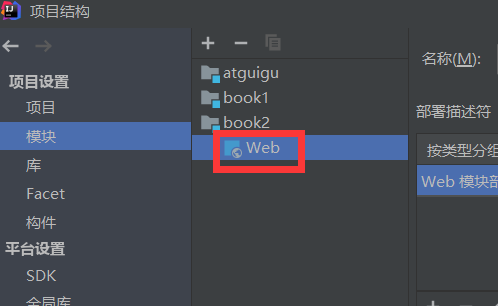 项目结构
项目设置
项目
模块
库
Facet
构件
平台设置
SDK
全局库
atguigu
book1
book2
Web
名称(M):
部署描述符
按类型分组
Web 模块部